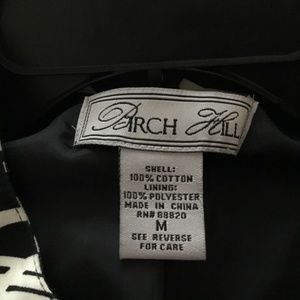 BIRCH HILL
SHELL:
100% COTTON
LINING:
100% POLYESTER
MADE IN CHINA
RN# 88820
M
SEE REVERSE
FOR CARE